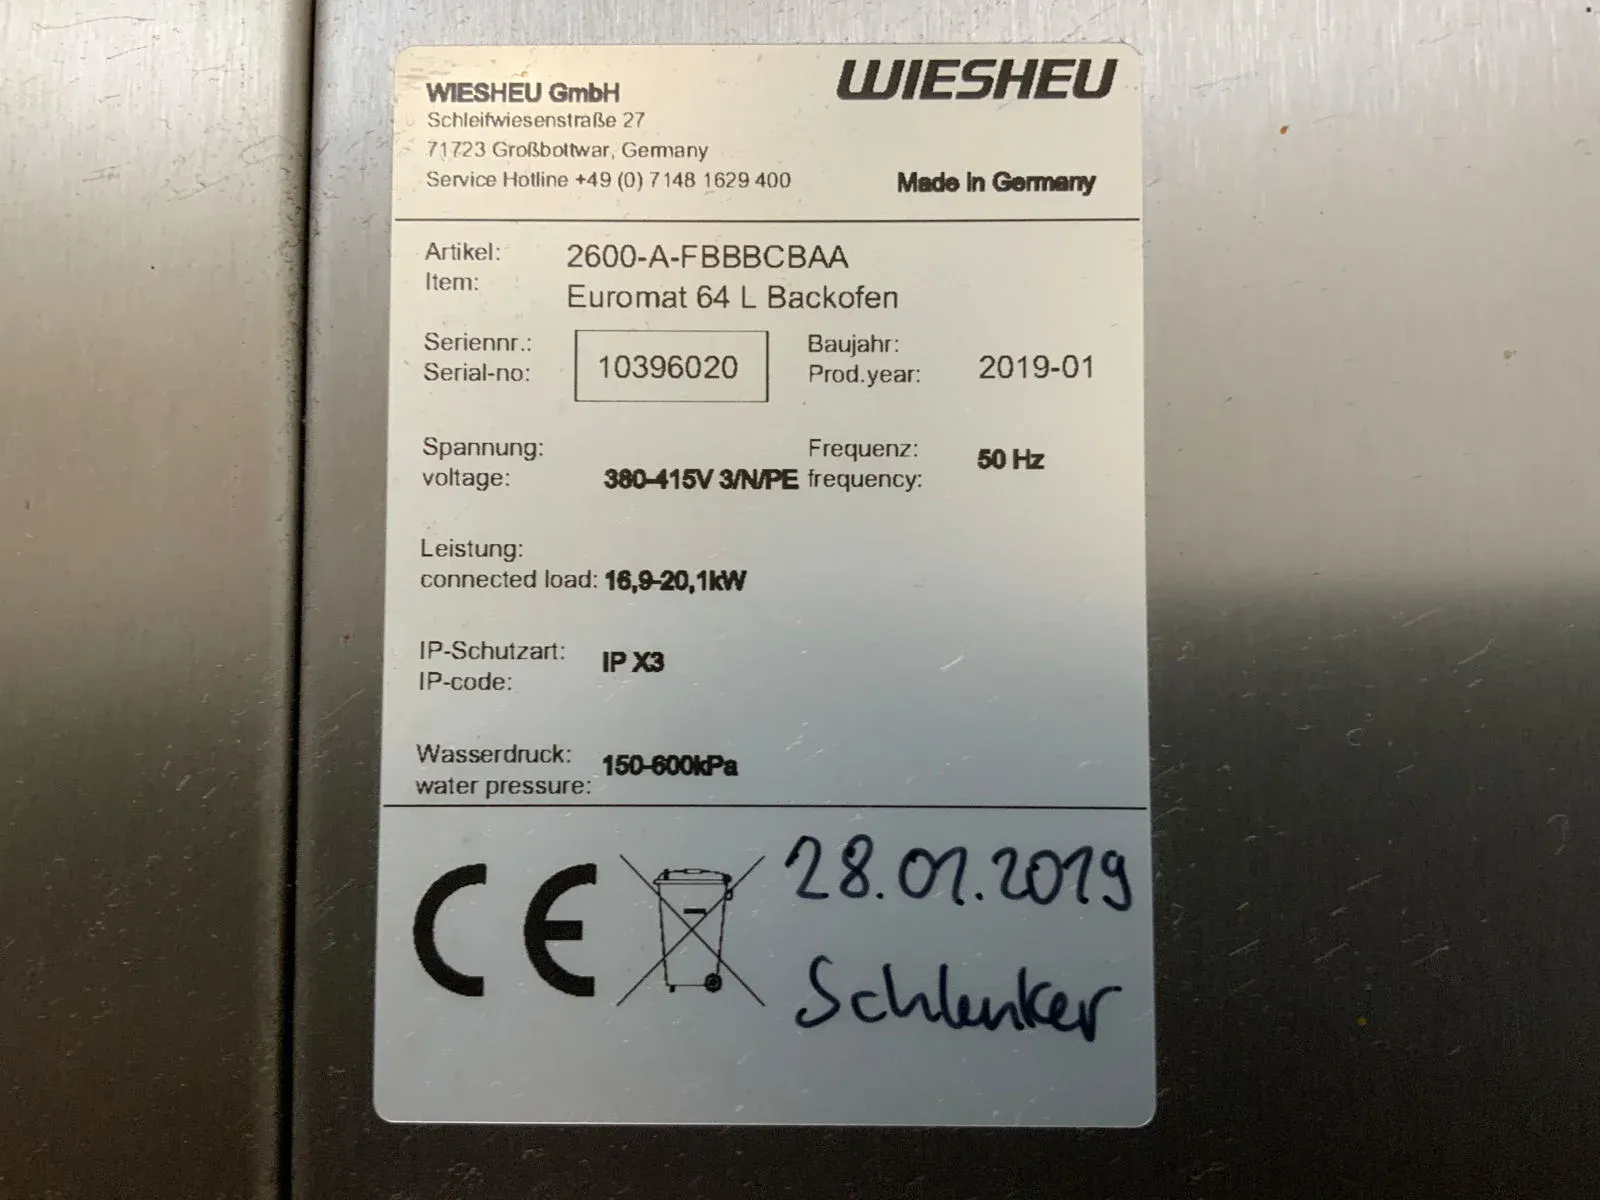 WIESHEU GmbH
WIESHEU
Schleifwiesenstraße 27
71723 Großbottwar, Germany
Service Hotline +49 (0) 7148 1629 400
Made in Germany
Artikel: 2600-A-FBBBCBAA
Item: Euromat 64 L Backofen
Seriennr.:
Serial-no: 10396020
Baujahr:
Prod.year: 2019-01
Spannung:
voltage: 380-415V 3/N/PE
Frequenz:
frequency: 50 Hz
Leistung:
connected load: 16,9-20,1kW
IP-Schutzart:
IP-code: IP X3
Wasserdruck:
water pressure: 150-600kPa
CE
28.01.2019
Schlenker